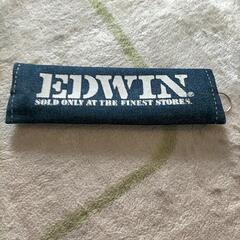 EDWIN®
SOLD ONLY AT THE FINEST STORES.